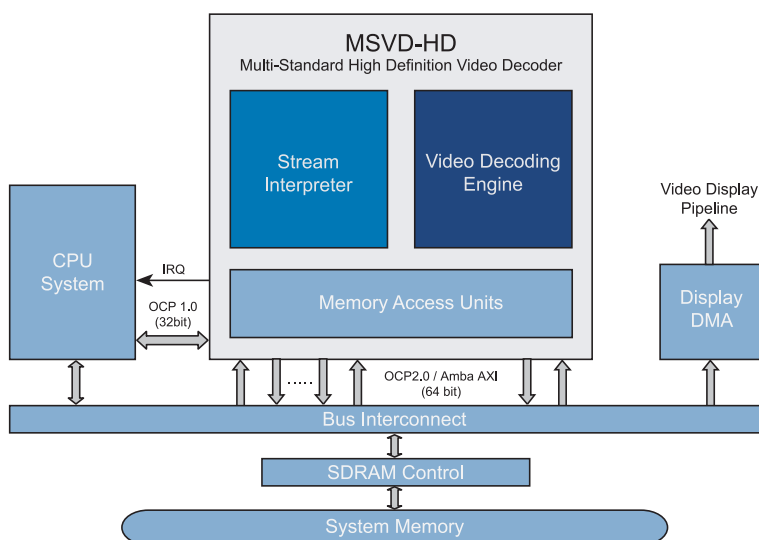 MSVD-HD
Multi-Standard High Definition Video Decoder
Stream
Interpreter
Video Decoding
Engine
Video Display
Pipeline
CPU
System
IRQ
OCP 1.0
(32bit)
Memory Access Units
Display
DMA
.....
OCP2.0 / Amba AXI
(64 bit)
Bus Interconnect
SDRAM Control
System Memory